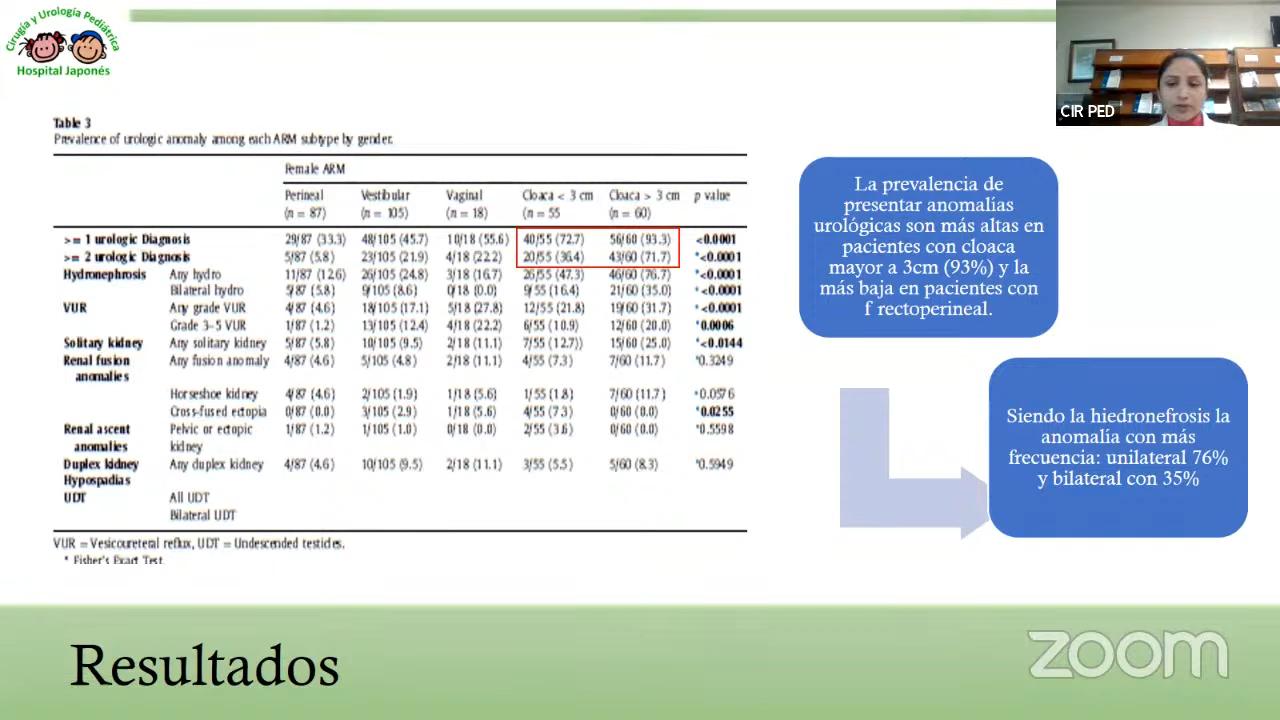 Cirugía y Urología Pediátrica
Hospital Japonés
CIR PED
Table 3
Prevalence of urologic anomaly among each ARM subtype by gender.
Female ARM
Perineal (n = 87) Vestibular (n = 105) Vaginal (n = 18) Cloaca < 3 cm (n = 55 Cloaca > 3 cm (n = 60) p value
>= 1 urologic Diagnosis 29/87 (33.3) 48/105 (45.7) 10/18 (55.6) 40/55 (72.7) 56/60 (93.3) <0.0001
>= 2 urologic Diagnosis 5/87 (5.8) 23/105 (21.9) 4/18 (22.2) 20/55 (36.4) 43/60 (71.7) *<0.0001
Hydronephrosis Any hydro 11/87 (12.6) 26/105 (24.8) 3/18 (16.7) 26/55 (47.3) 46/60 (76.7) *<0.0001
Bilateral hydro 5/87 (5.8) 9/105 (8.6) 0/18 (0.0) 9/55 (16.4) 21/60 (35.0) *<0.0001
VUR Any grade VUR 4/87 (4.6) 18/105 (17.1) 5/18 (27.8) 12/55 (21.8) 19/60 (31.7) *<0.0001
Grade 3–5 VUR 1/87 (1.2) 13/105 (12.4) 4/18 (22.2) 6/55 (10.9) 12/60 (20.0) *0.0006
Solitary kidney Any solitary kidney 5/87 (5.8) 10/105 (9.5) 2/18 (11.1) 7/55 (12.7)) 15/60 (25.0) *<0.0144
Renal fusion anomalies Any fusion anomaly 4/87 (4.6) 5/105 (4.8) 2/18 (11.1) 4/55 (7.3) 7/60 (11.7) *0.3249
Horseshoe kidney 4/87 (4.6) 2/105 (1.9) 1/18 (5.6) 1/55 (1.8) 7/60 (11.7) *0.0576
Cross-fused ectopia 0/87 (0.0) 3/105 (2.9) 1/18 (5.6) 4/55 (7.3) 0/60 (0.0) *0.0255
Renal ascent anomalies Pelvic or ectopic kidney 1/87 (1.2) 1/105 (1.0) 0/18 (0.0) 2/55 (3.6) 0/60 (0.0) *0.5598
Duplex kidney Any duplex kidney 4/87 (4.6) 10/105 (9.5) 2/18 (11.1) 3/55 (5.5) 5/60 (8.3) *0.5949
Hypospadias
UDT All UDT
Bilateral UDT
VUR = Vesicoureteral reflux, UDT = Undescended testicles.
* Fisher's Exact Test.
La prevalencia de
presentar anomalías
urológicas son más altas en
pacientes con cloaca
mayor a 3cm (93%) y la
más baja en pacientes con
f rectoperineal.
Siendo la hiedronefrosis la
anomalía con más
frecuencia: unilateral 76%
y bilateral con 35%
Resultados
zoom